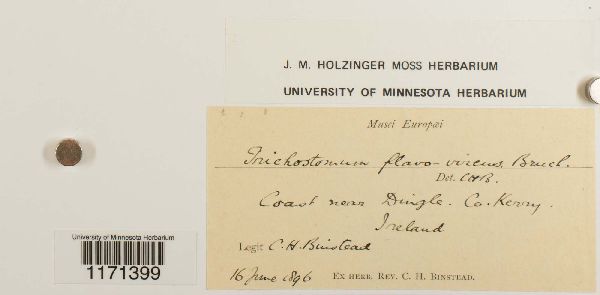 J. M. HOLZINGER MOSS HERBARIUM
UNIVERSITY OF MINNESOTA HERBARIUM
Musci Europæi
Trichostomum flavo-virens Bruch.
Det. CHB.
Coast near Dingle. Co. Kerry.
Ireland
Legit C. H. Binstead
16 June 1896 EX HERB. REV. C. H. BINSTEAD.
University of Minnesota Herbarium
1171399